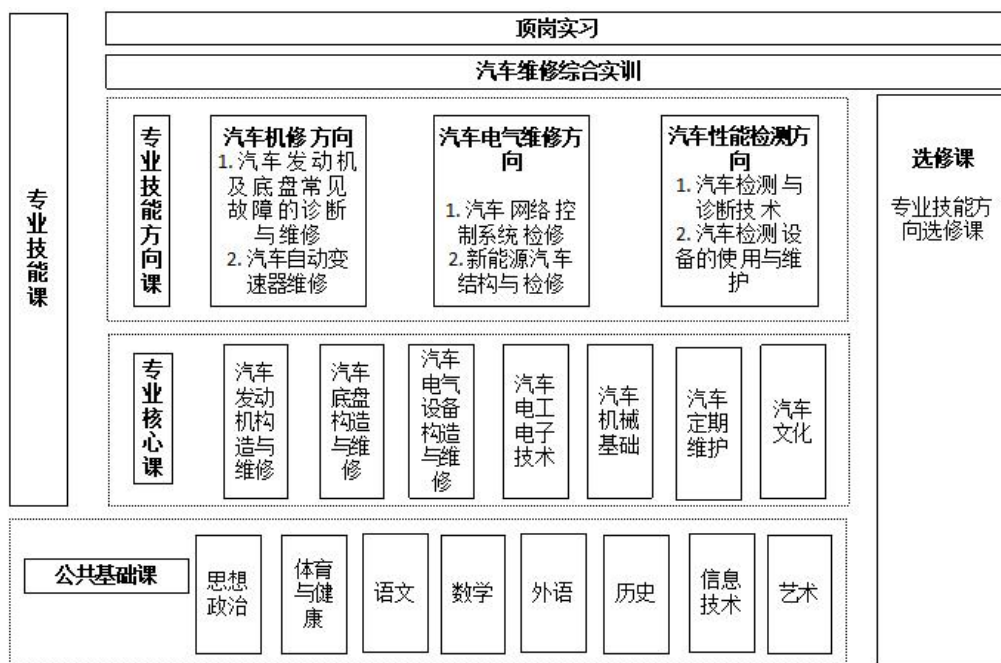 顶岗实习
汽车维修综合实训
专业技能课
专业技能方向课
汽车机修方向
1. 汽车发动机
及底盘常见
故障的诊断
与维修
2. 汽车自动变
速器维修
汽车电气维修方
向
1. 汽车网络控
制系统检修
2. 新能源汽车
结构与检修
汽车性能检测方
向
1. 汽车检测与
诊断技术
2. 汽车检测设
备的使用与维
护
选修课
专业技能方
向选修课
专业核心课
汽车
发动
机构
造与
维修
汽车
底盘
构造
与维
修
汽车
电气
设备
构造
与维
修
汽车
电工
电子
技术
汽车
机械
基础
汽车
定期
维护
汽车
文化
公共基础课
思想
政治
体育
与健
康
语文
数学
外语
历史
信息
技术
艺术